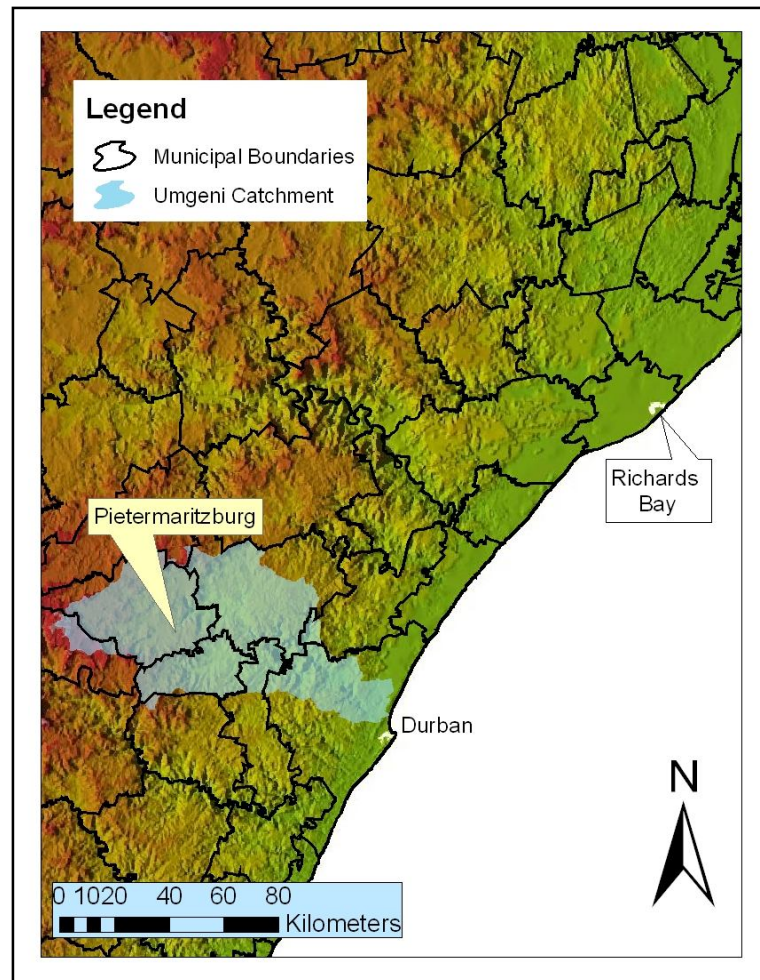 Legend
Municipal Boundaries
Umgeni Catchment
Pietermaritzburg
Richards
Bay
Durban
N
0 1020 40 60 80
Kilometers